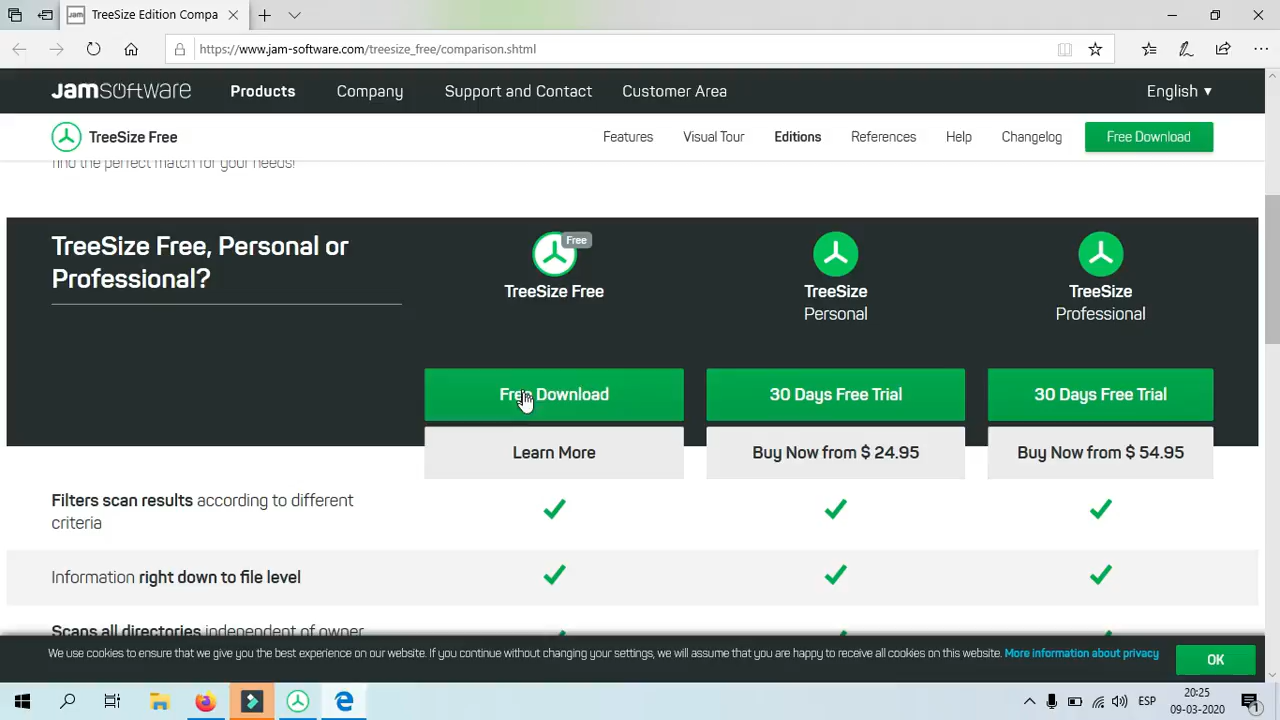 TreeSize Edition Compa
https://www.jam-software.com/treesize_free/comparison.shtml
JAMSOFTWARE
Products
Company
Support and Contact
Customer Area
English ▼
TreeSize Free
Features
Visual Tour
Editions
References
Help
Changelog
Free Download
find the perfect match for your needs!
TreeSize Free, Personal or
Professional?
Free
TreeSize Free
TreeSize
Personal
TreeSize
Professional
Free Download
30 Days Free Trial
30 Days Free Trial
Learn More
Buy Now from $ 24.95
Buy Now from $ 54.95
Filters scan results according to different
criteria
Information right down to file level
Scans all directories independent of owner
We use cookies to ensure that we give you the best experience on our website. If you continue without changing your settings, we will assume that you are happy to receive all cookies on this website. More information about privacy
OK
ESP
20:25
09-03-2020
1